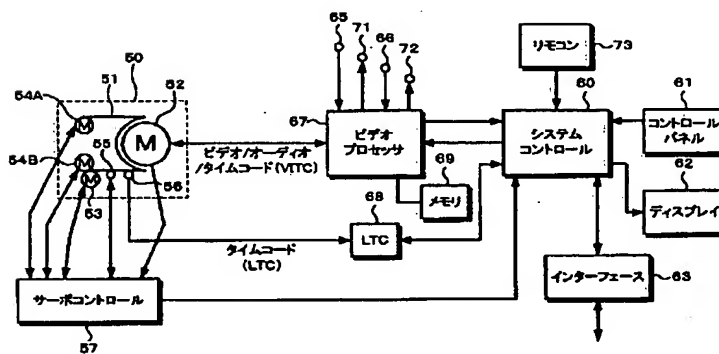 65
71
66
72
リモコン
73
50
51
52
54A
M
60
61
67
ビデオ
プロセッサ
システム
コントロール
コントロール
パネル
M
54B
55
M
M
56
ビデオ/オーディオ
/タイムコード(VITC)
69
メモリ
62
ディスプレイ
53
68
LTC
タイムコード
(LTC)
インターフェース
63
サーボコントロール
57